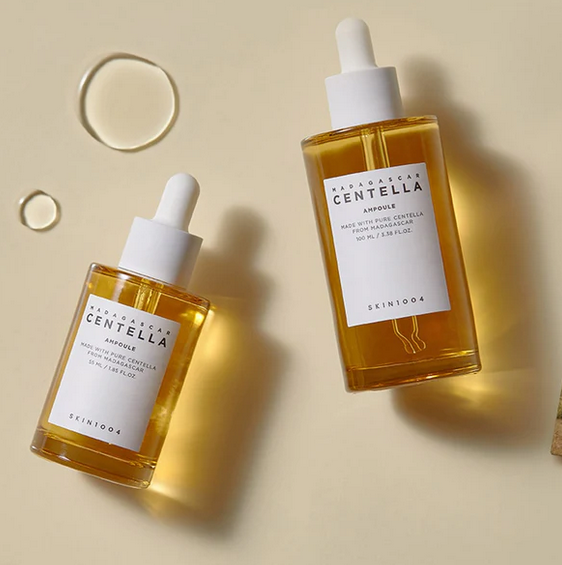 MADAGASCAR
CENTELLA
AMPOULE
MADE WITH PURE CENTELLA
FROM MADAGASCAR
55 ML / 1.85 FL.OZ.
SKIN1004
MADAGASCAR
CENTELLA
AMPOULE
MADE WITH PURE CENTELLA
FROM MADAGASCAR
100 ML / 3.38 FL.OZ.
SKIN1004